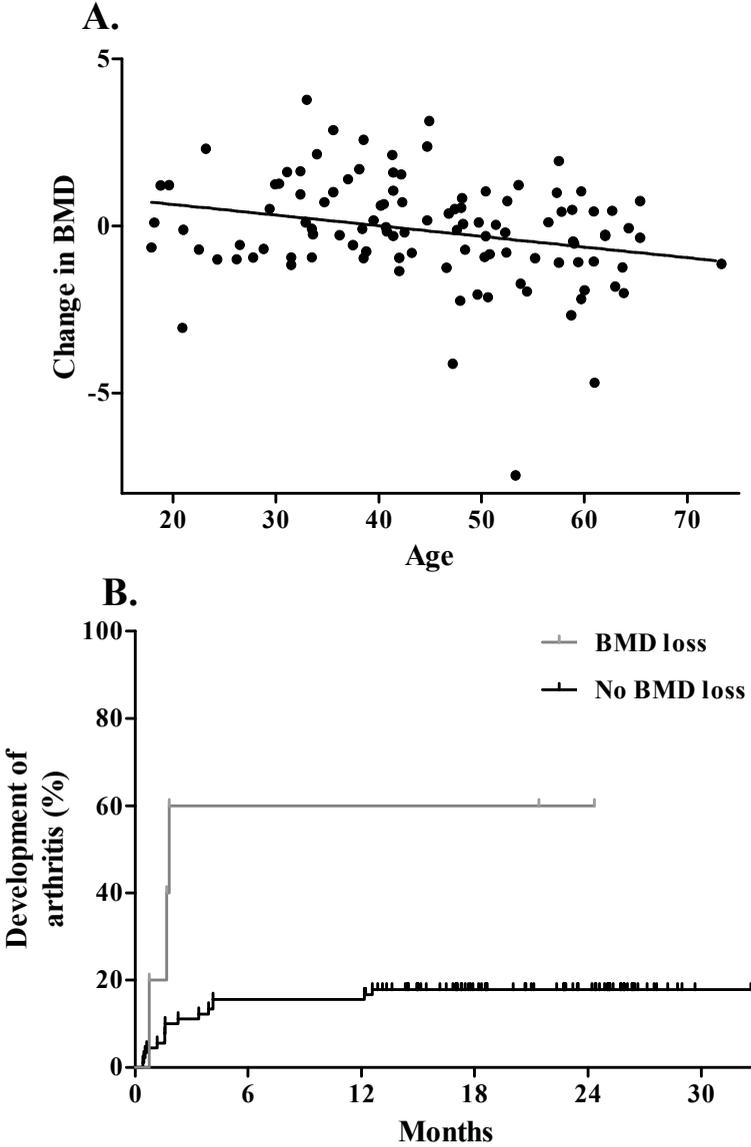 A.
5
0
-5
Change in BMD
20 30 40 50 60 70
Age
B.
100
80
60
40
20
0
Development of
arthritis (%)
BMD loss
No BMD loss
0 6 12 18 24 30
Months